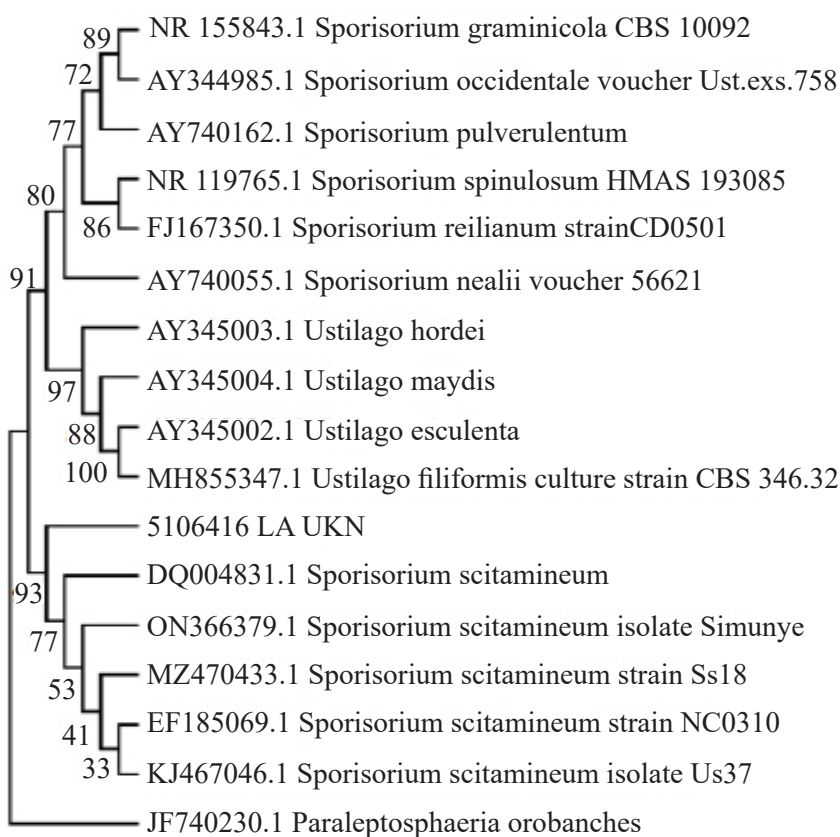 89
NR 155843.1 Sporisorium graminicola CBS 10092
72
AY344985.1 Sporisorium occidentale voucher Ust.exs.758
77
AY740162.1 Sporisorium pulverulentum
80
NR 119765.1 Sporisorium spinulosum HMAS 193085
86
FJ167350.1 Sporisorium reilianum strainCD0501
91
AY740055.1 Sporisorium nealii voucher 56621
AY345003.1 Ustilago hordei
97
AY345004.1 Ustilago maydis
88
AY345002.1 Ustilago esculenta
100
MH855347.1 Ustilago filiformis culture strain CBS 346.32
5106416 LA UKN
93
DQ004831.1 Sporisorium scitamineum
77
ON366379.1 Sporisorium scitamineum isolate Simunye
53
MZ470433.1 Sporisorium scitamineum strain Ss18
41
EF185069.1 Sporisorium scitamineum strain NC0310
33
KJ467046.1 Sporisorium scitamineum isolate Us37
JF740230.1 Paraleptosphaeria orobanches